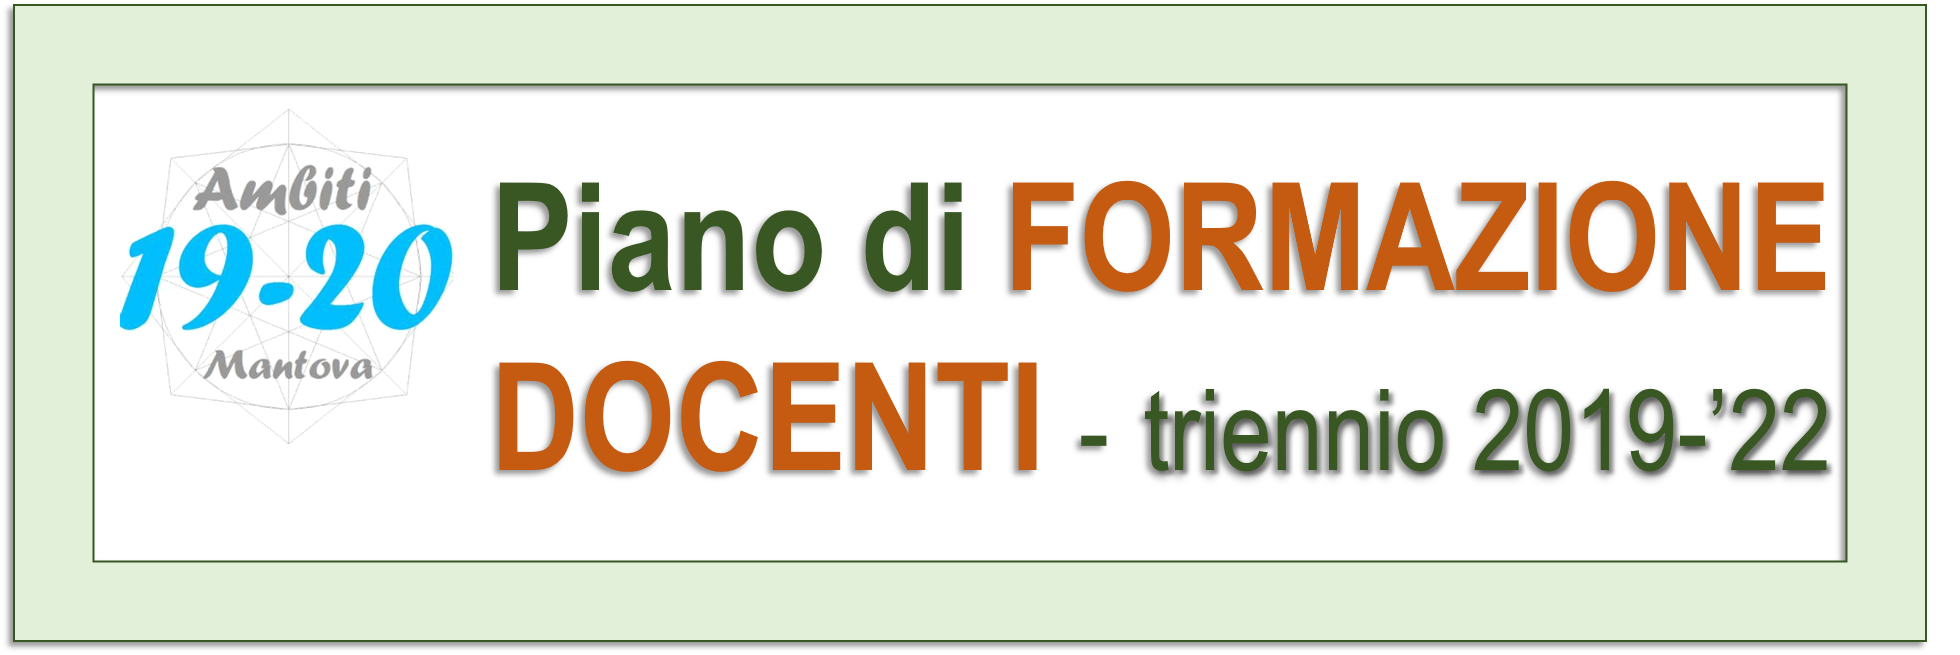 Ambiti
19-20
Mantova
Piano di FORMAZIONE
DOCENTI - triennio 2019-’22